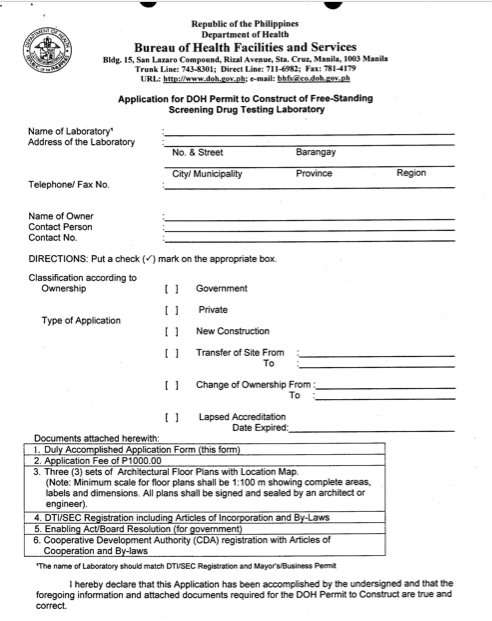 Republic of the Philippines
Department of Health
Bureau of Health Facilities and Services
Bldg. 15, San Lazaro Compound, Rizal Avenue, Sta. Cruz, Manila, 1003 Manila
Trunk Line: 743-8301; Direct Line: 711-6982; Fax: 781-4179
URL: http://www.doh.gov.ph; e-mail: bhfs@co.doh.gov.ph
Application for DOH Permit to Construct of Free-Standing
Screening Drug Testing Laboratory
Name of Laboratory¹ :
Address of the Laboratory :
No. & Street Barangay
City/ Municipality Province Region
Telephone/ Fax No. :
Name of Owner :
Contact Person :
Contact No. :
DIRECTIONS: Put a check (✓) mark on the appropriate box.
Classification according to
Ownership [ ] Government
[ ] Private
Type of Application
[ ] New Construction
[ ] Transfer of Site From :
To :
[ ] Change of Ownership From :
To :
[ ] Lapsed Accreditation
Date Expired:
Documents attached herewith:
1. Duly Accomplished Application Form (this form)
2. Application Fee of P1000.00
3. Three (3) sets of Architectural Floor Plans with Location Map.
(Note: Minimum scale for floor plans shall be 1:100 m showing complete areas,
labels and dimensions. All plans shall be signed and sealed by an architect or
engineer).
4. DTI/SEC Registration including Articles of Incorporation and By-Laws
5. Enabling Act/Board Resolution (for government)
6. Cooperative Development Authority (CDA) registration with Articles of
Cooperation and By-laws
¹The name of Laboratory should match DTI/SEC Registration and Mayor's/Business Permit
I hereby declare that this Application has been accomplished by the undersigned and that the
foregoing information and attached documents required for the DOH Permit to Construct are true and
correct.